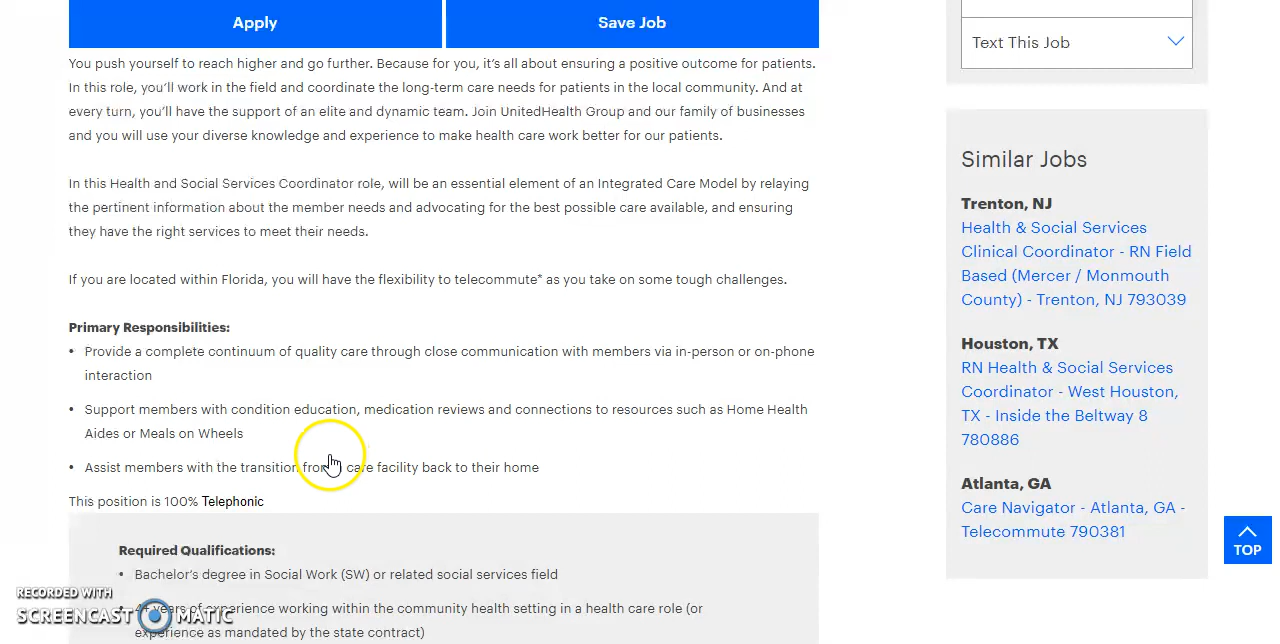 Apply
Save Job
You push yourself to reach higher and go further. Because for you, it's all about ensuring a positive outcome for patients.
In this role, you'll work in the field and coordinate the long-term care needs for patients in the local community. And at
every turn, you'll have the support of an elite and dynamic team. Join UnitedHealth Group and our family of businesses
and you will use your diverse knowledge and experience to make health care work better for our patients.
In this Health and Social Services Coordinator role, will be an essential element of an Integrated Care Model by relaying
the pertinent information about the member needs and advocating for the best possible care available, and ensuring
they have the right services to meet their needs.
If you are located within Florida, you will have the flexibility to telecommute* as you take on some tough challenges.
Primary Responsibilities:
• Provide a complete continuum of quality care through close communication with members via in-person or on-phone
interaction
• Support members with condition education, medication reviews and connections to resources such as Home Health
Aides or Meals on Wheels
• Assist members with the transition from care facility back to their home
This position is 100% Telephonic
Required Qualifications:
• Bachelor's degree in Social Work (SW) or related social services field
4+ years of experience working within the community health setting in a health care role (or
experience as mandated by the state contract)
RECORDED WITH
SCREENCAST MATIC
Text This Job
Similar Jobs
Trenton, NJ
Health & Social Services
Clinical Coordinator - RN Field
Based (Mercer / Monmouth
County) - Trenton, NJ 793039
Houston, TX
RN Health & Social Services
Coordinator - West Houston,
TX - Inside the Beltway 8
780886
Atlanta, GA
Care Navigator - Atlanta, GA -
Telecommute 790381
TOP